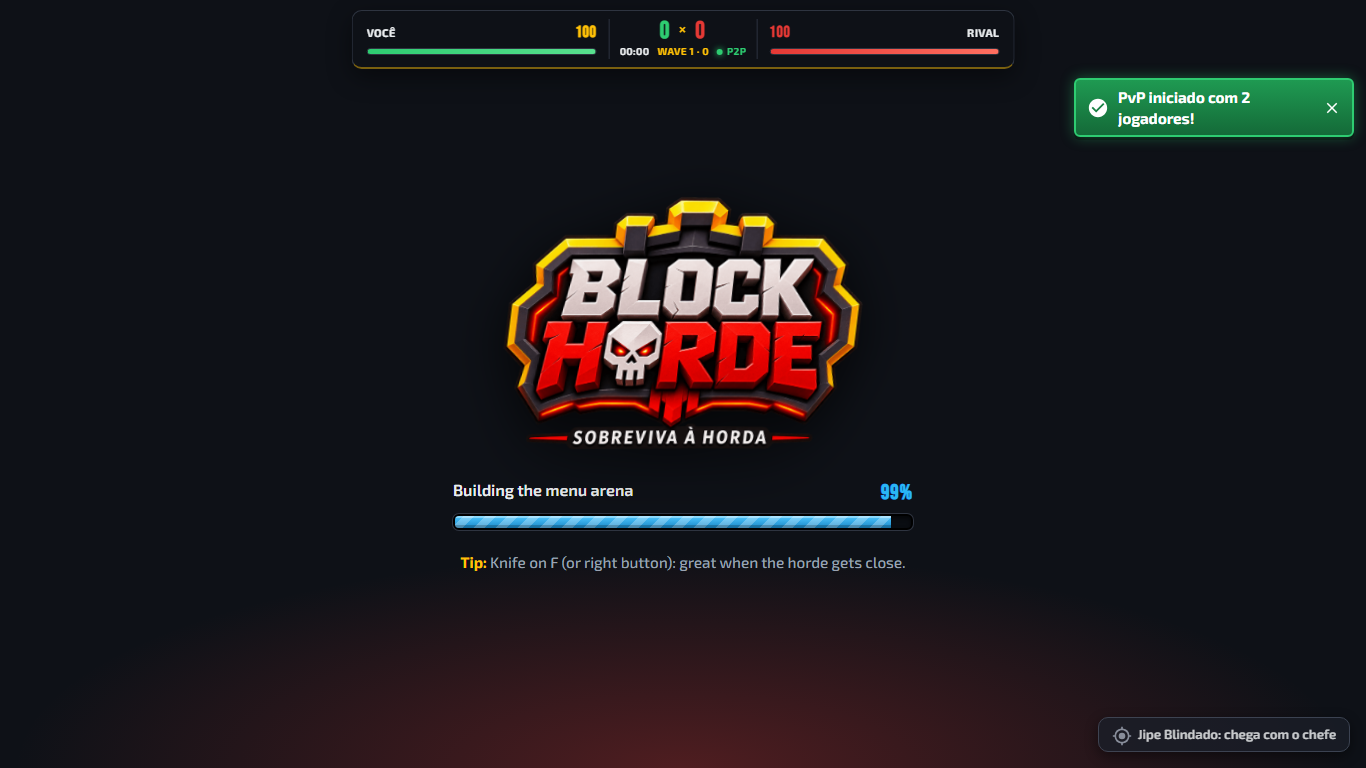 VOCÊ 100 0 × 0 100 RIVAL
00:00 WAVE 1 · 0 P2P
PvP iniciado com 2
jogadores!
BLOCK
HORDE
SOBREVIVA À HORDA
Building the menu arena 99%
Tip: Knife on F (or right button): great when the horde gets close.
Jipe Blindado: chega com o chefe